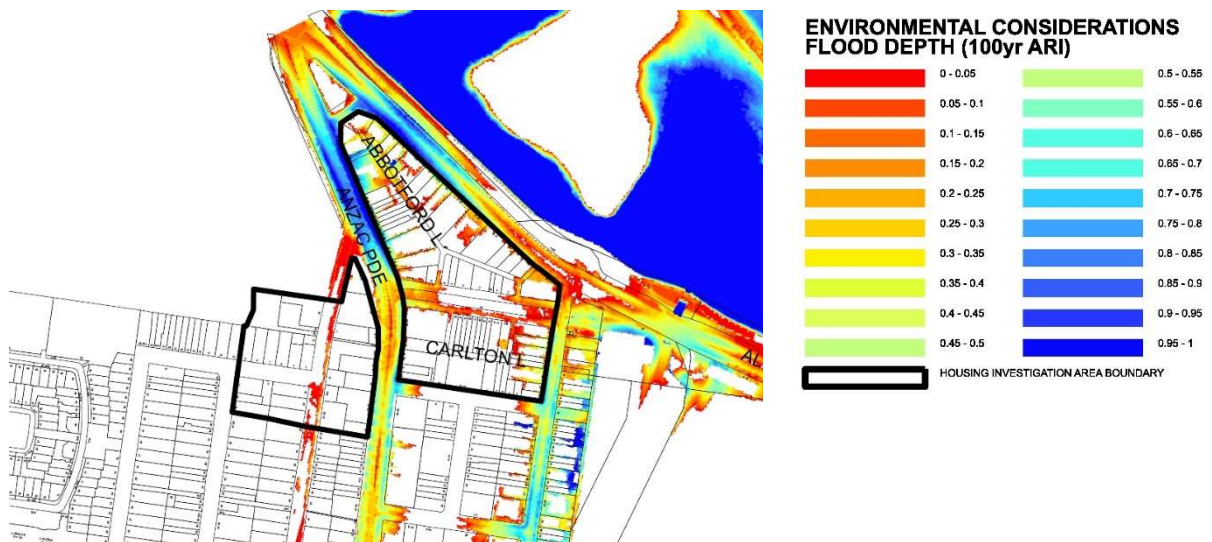 ABBOTFORD L
ANZAC PDE
CARLTON L
AL
ENVIRONMENTAL CONSIDERATIONS
FLOOD DEPTH (100yr ARI)
0 - 0.05
0.05 - 0.1
0.1 - 0.15
0.15 - 0.2
0.2 - 0.25
0.25 - 0.3
0.3 - 0.35
0.35 - 0.4
0.4 - 0.45
0.45 - 0.5
0.5 - 0.55
0.55 - 0.6
0.6 - 0.65
0.65 - 0.7
0.7 - 0.75
0.75 - 0.8
0.8 - 0.85
0.85 - 0.9
0.9 - 0.95
0.95 - 1
HOUSING INVESTIGATION AREA BOUNDARY